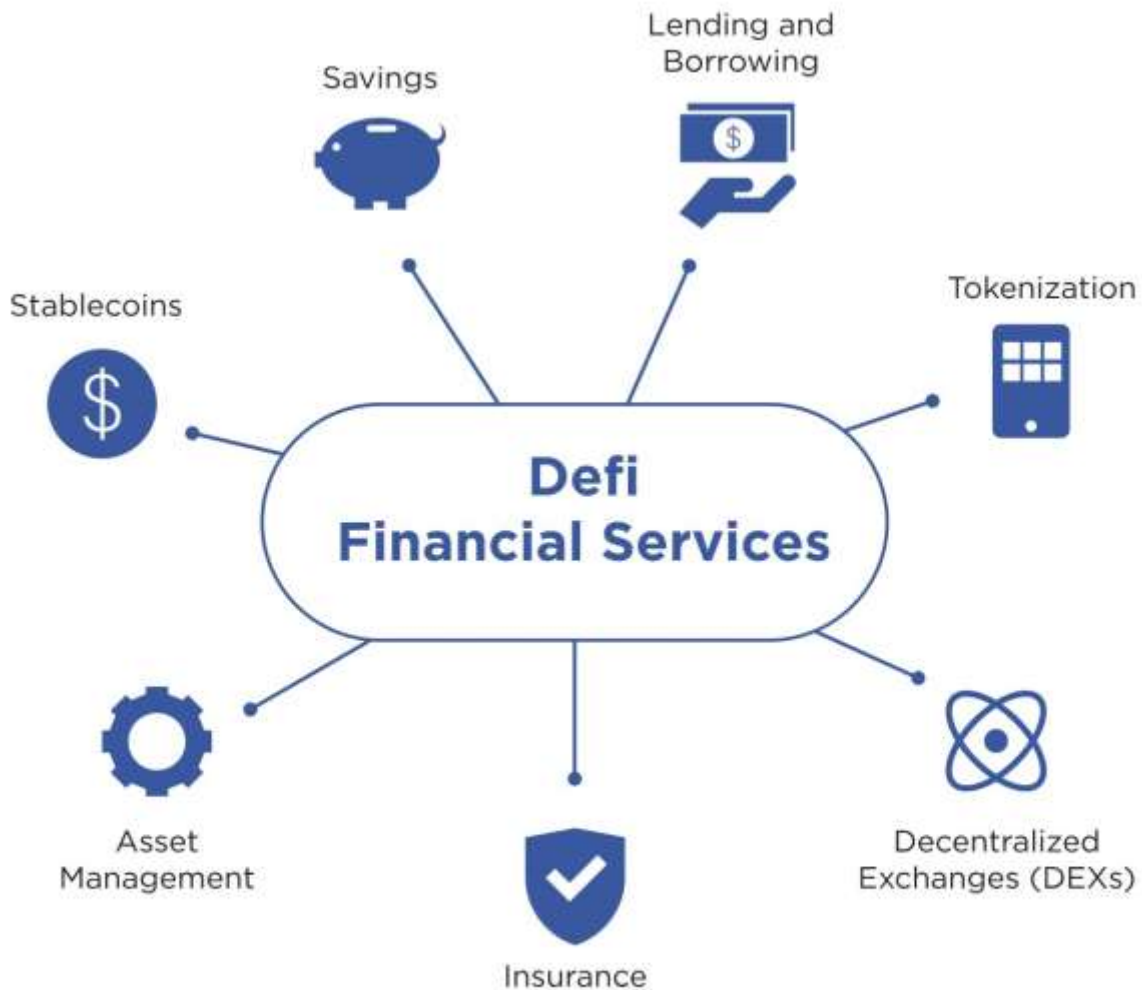 Lending and
Borrowing
Savings
Tokenization
Stablecoins
$
$
Defi
Financial Services
Asset
Management
Decentralized
Exchanges (DEXs)
Insurance